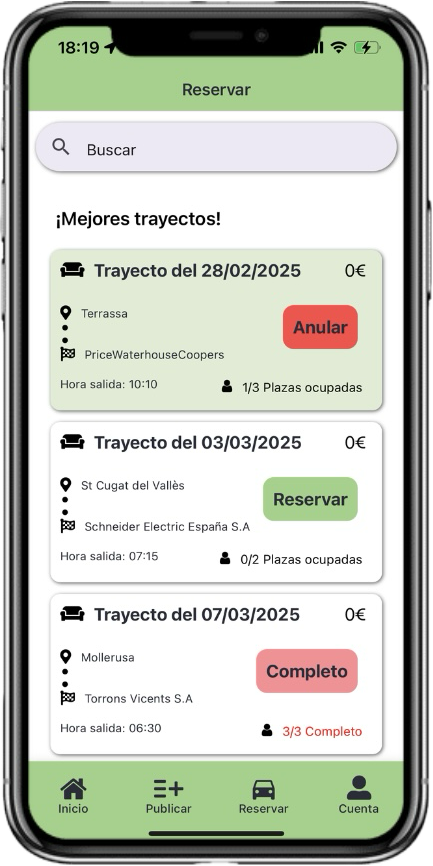 18:19
Reservar
Buscar
¡Mejores trayectos!
Trayecto del 28/02/2025 0€
Terrassa
Anular
PriceWaterhouseCoopers
Hora salida: 10:10 1/3 Plazas ocupadas
Trayecto del 03/03/2025 0€
St Cugat del Vallès
Reservar
Schneider Electric España S.A
Hora salida: 07:15 0/2 Plazas ocupadas
Trayecto del 07/03/2025 0€
Mollerusa
Completo
Torrons Vicents S.A
Hora salida: 06:30 3/3 Completo
Inicio Publicar Reservar Cuenta